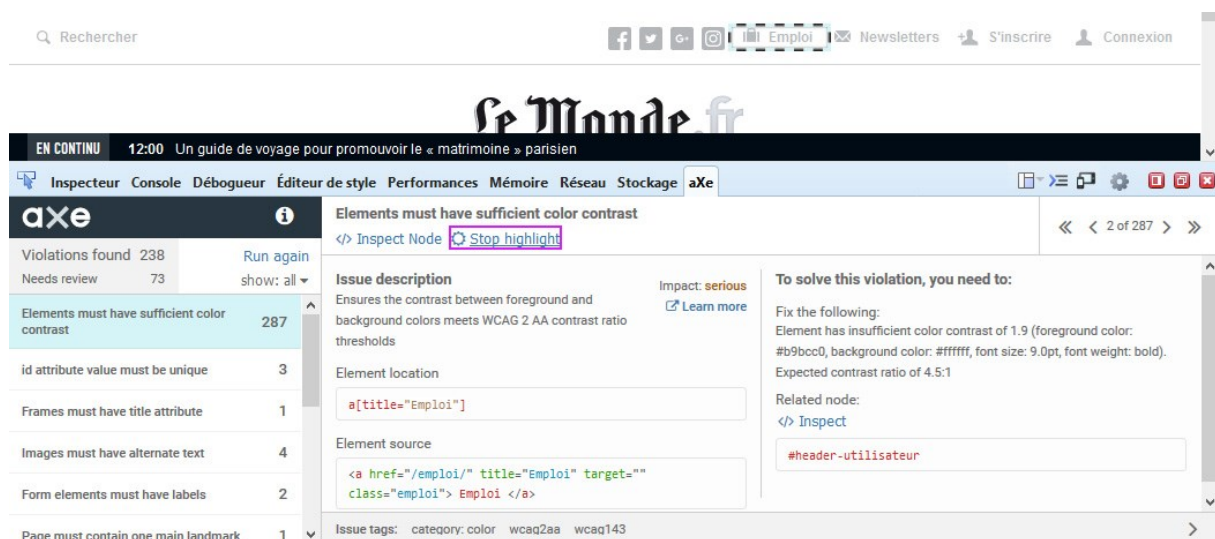 Rechercher
Emploi Newsletters S'inscrire Connexion
Le Monde.fr
EN CONTINU 12:00 Un guide de voyage pour promouvoir le « matrimoine » parisien
Inspecteur Console Débogueur Éditeur de style Performances Mémoire Réseau Stockage aXe
axe
Violations found 238 Run again
Needs review 73 show: all
Elements must have sufficient color contrast 287
id attribute value must be unique 3
Frames must have title attribute 1
Images must have alternate text 4
Form elements must have labels 2
Page must contain one main landmark 1
Elements must have sufficient color contrast
</> Inspect Node Stop highlight
2 of 287
Issue description
Impact: serious
Learn more
Ensures the contrast between foreground and
background colors meets WCAG 2 AA contrast ratio
thresholds
Element location
a[title="Emploi"]
Element source
<a href="/emploi/" title="Emploi" target=""
class="emploi"> Emploi </a>
To solve this violation, you need to:
Fix the following:
Element has insufficient color contrast of 1.9 (foreground color:
#b9bcc0, background color: #ffffff, font size: 9.0pt, font weight: bold).
Expected contrast ratio of 4.5:1
Related node:
</> Inspect
#header-utilisateur
Issue tags: category: color wcag2aa wcag143